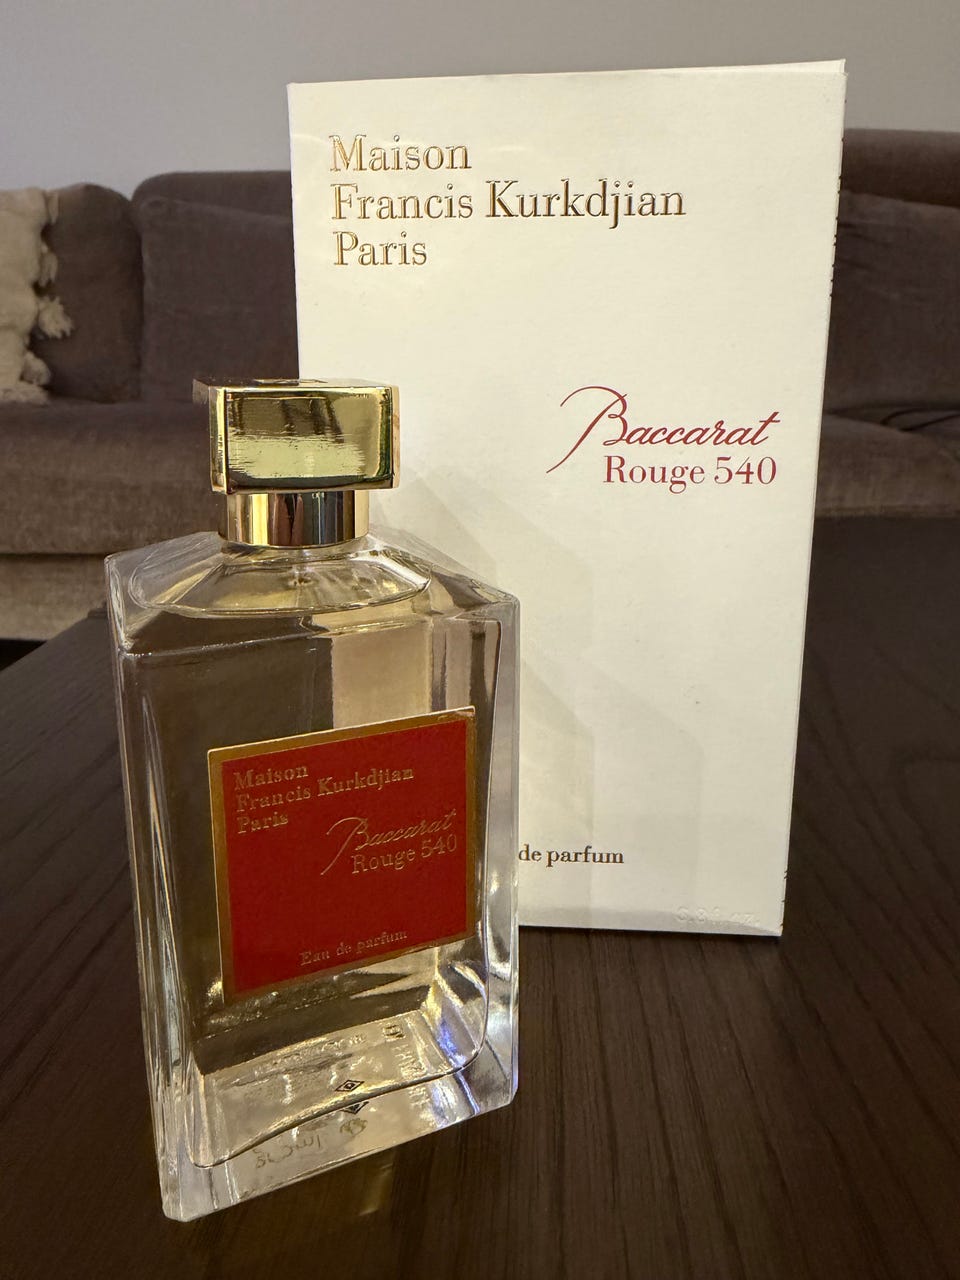 Maison
Francis Kurkdjian
Paris
Baccarat
Rouge 540
de parfum
Maison
Francis Kurkdjian
Paris
Baccarat
Rouge 540
Eau de parfum